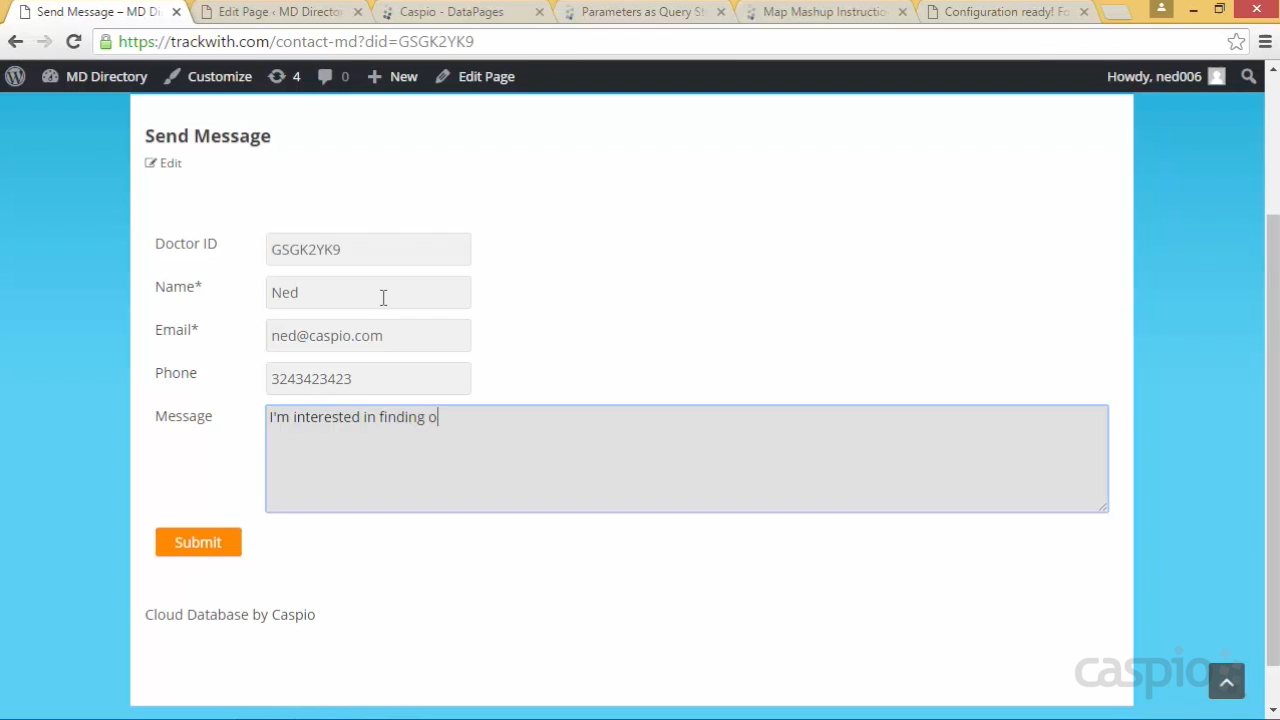 Send Message – MD Di
Edit Page ‹ MD Director
Caspio - DataPages
Parameters as Query St
Map Mashup Instructio
Configuration ready! Fo
https://trackwith.com/contact-md?did=GSGK2YK9
MD Directory
Customize
4
0
New
Edit Page
Howdy, ned006
Send Message
Edit
Doctor ID
GSGK2YK9
Name*
Ned
Email*
ned@caspio.com
Phone
3243423423
Message
I'm interested in finding o
Submit
Cloud Database by Caspio
caspio